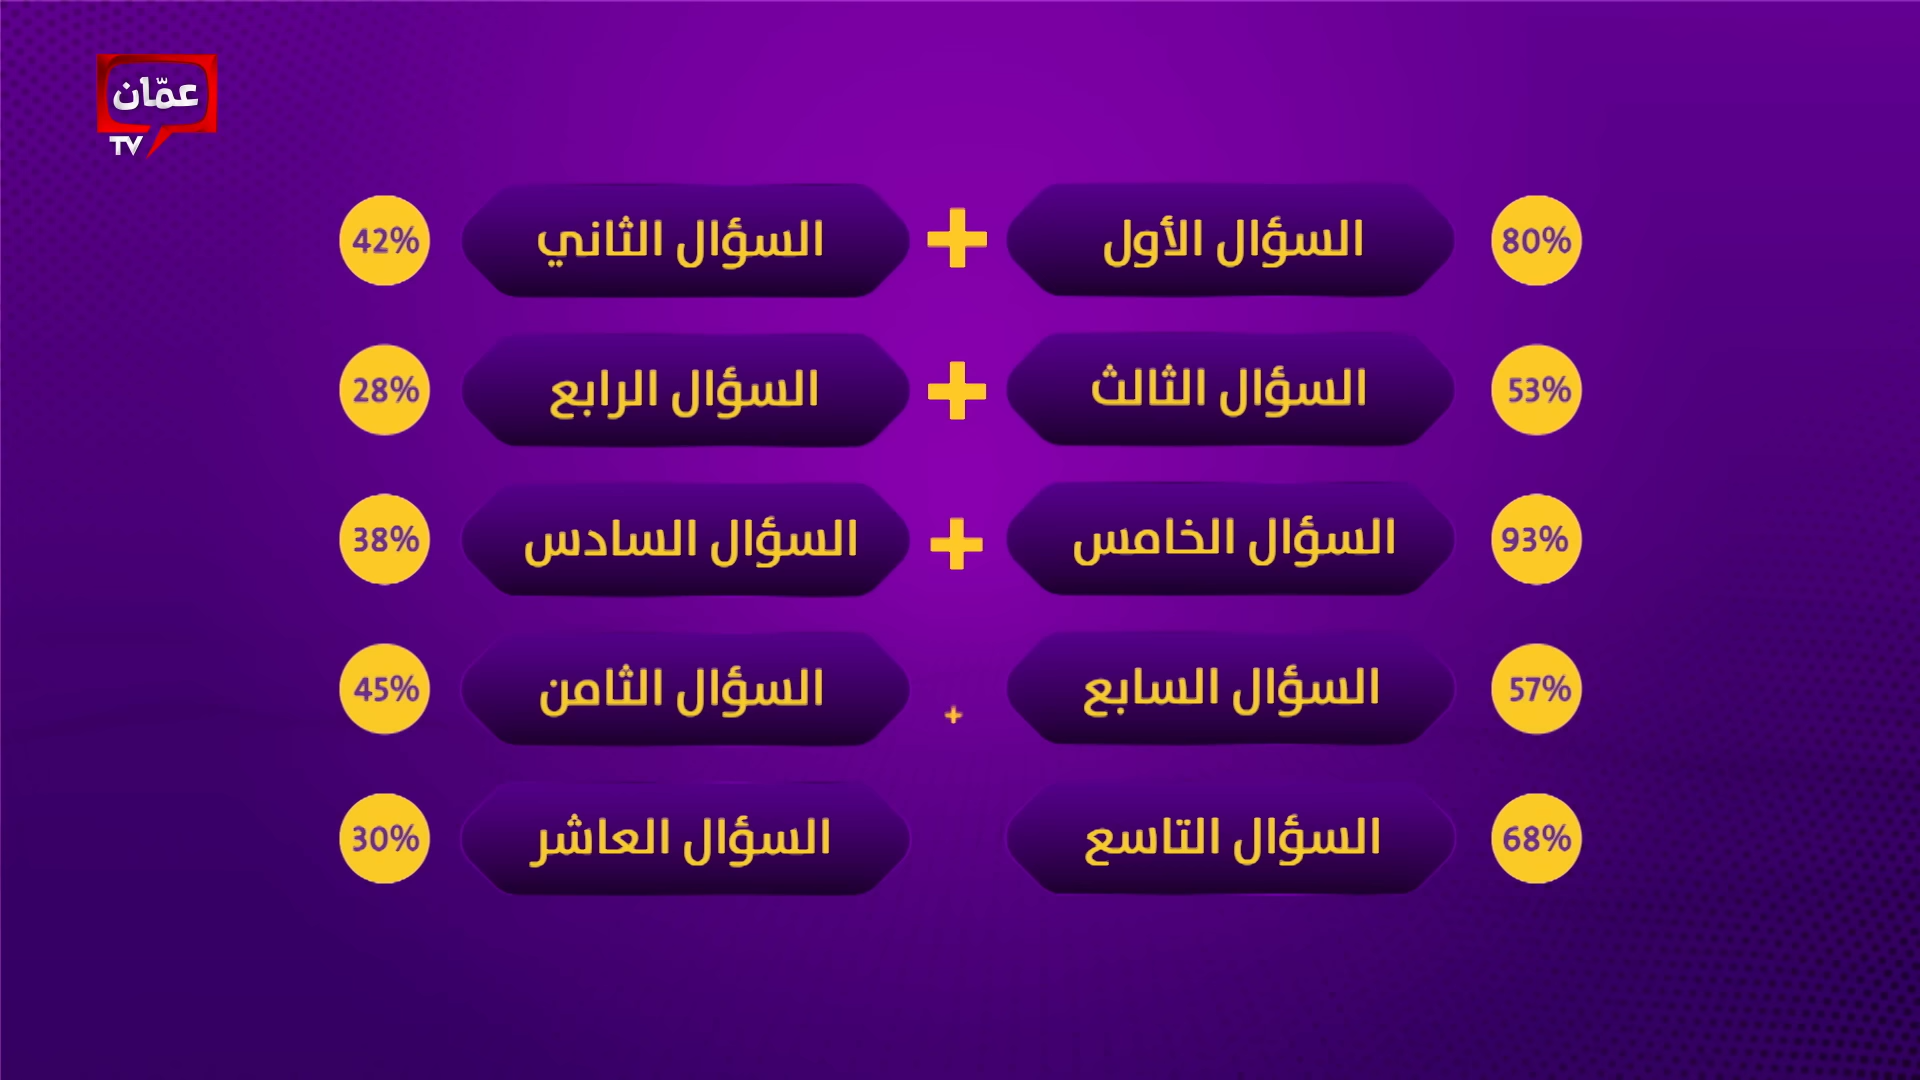 عمّان
TV
80% السؤال الأول + السؤال الثاني 42%
53% السؤال الثالث + السؤال الرابع 28%
93% السؤال الخامس + السؤال السادس 38%
57% السؤال السابع + السؤال الثامن 45%
68% السؤال التاسع السؤال العاشر 30%